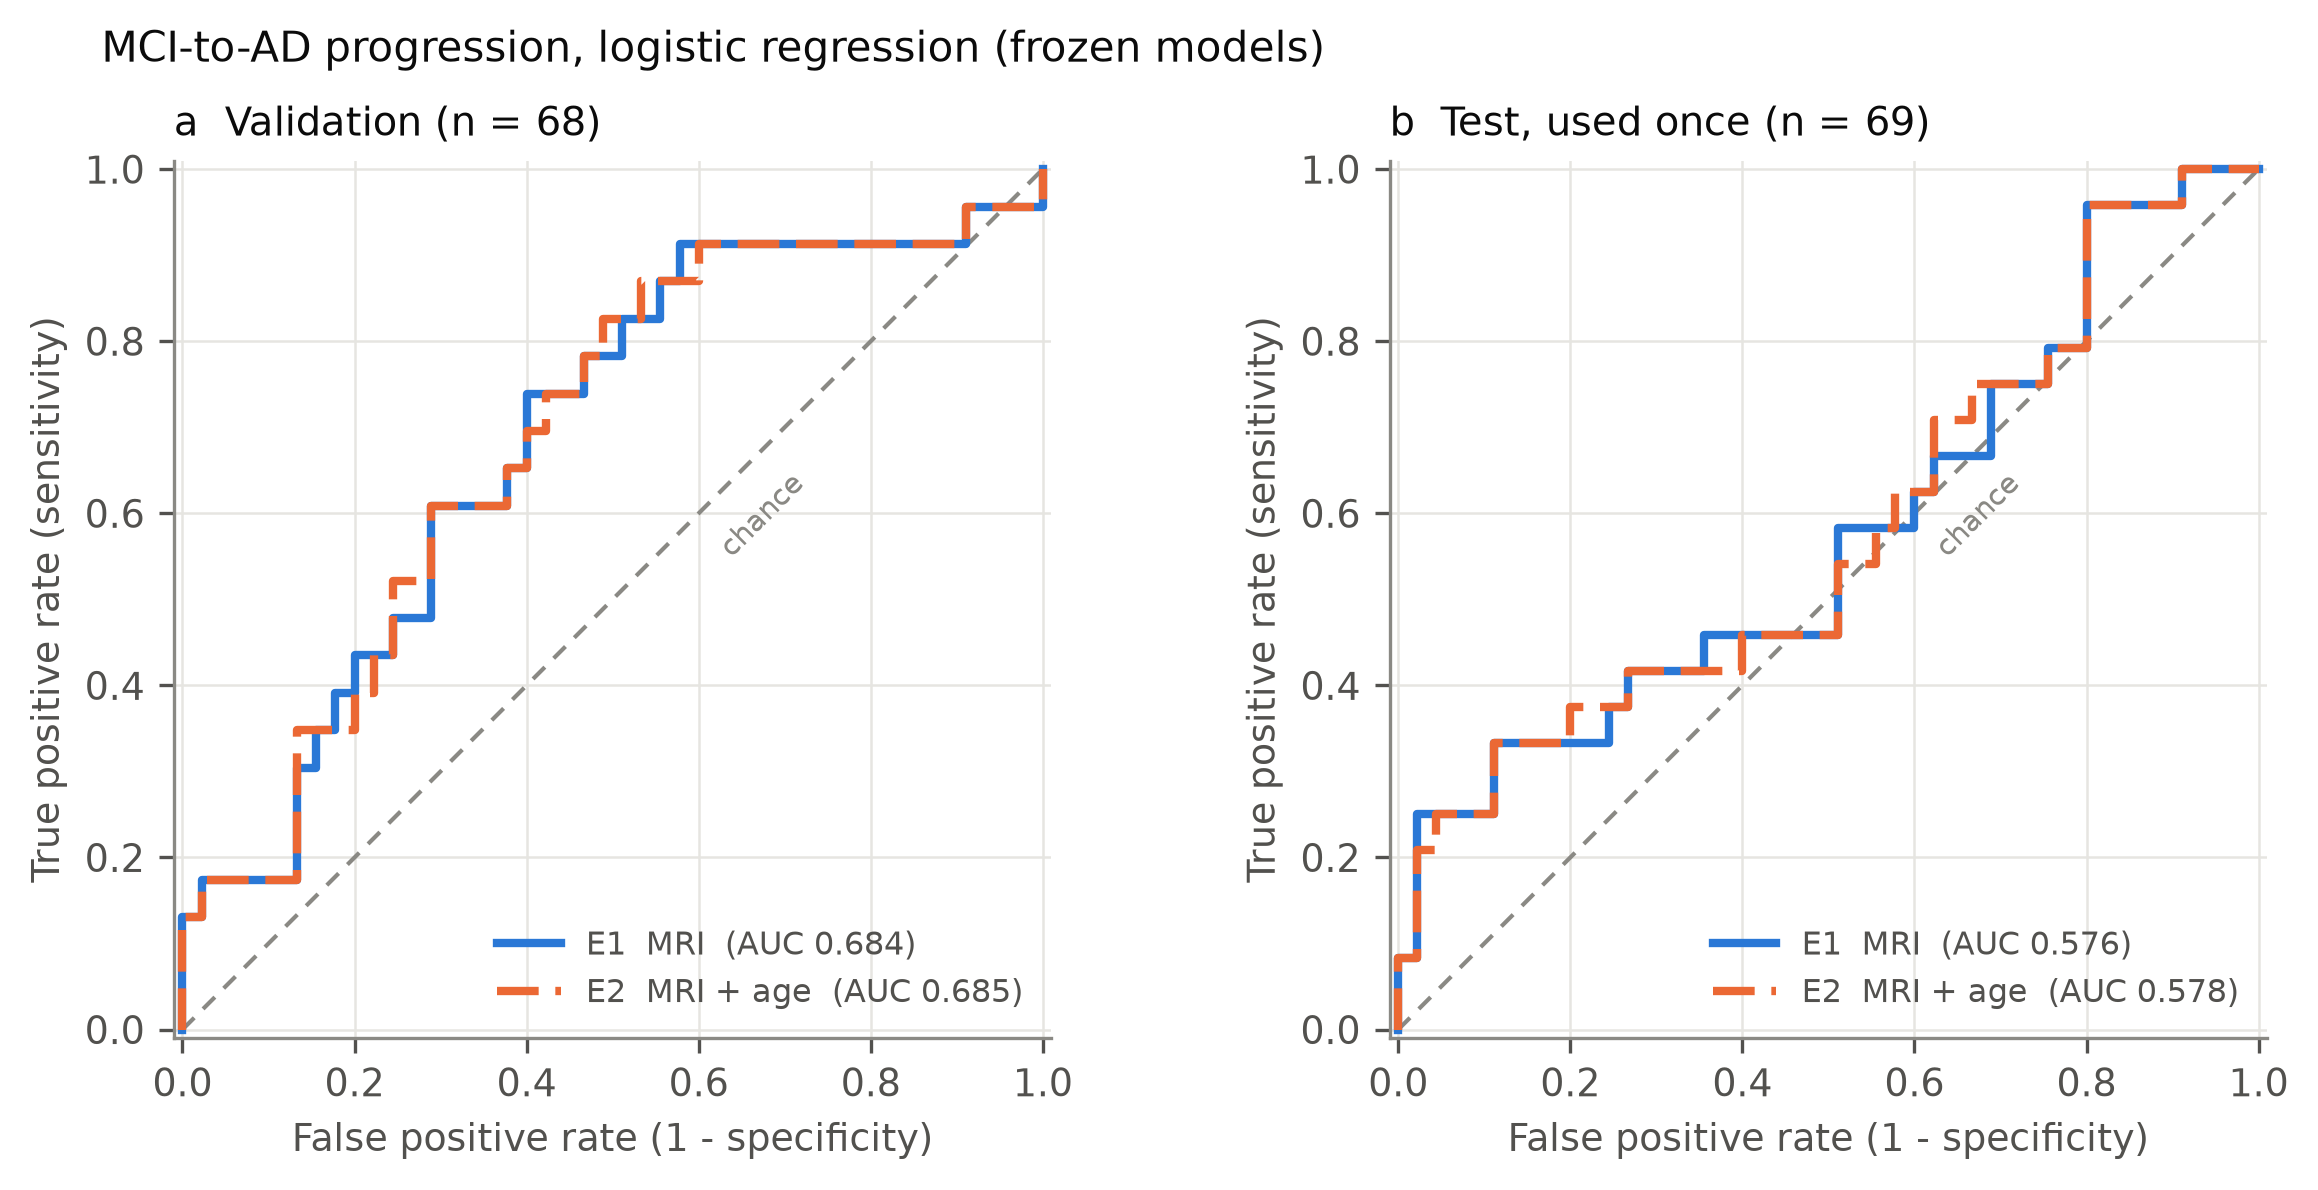 MCI-to-AD progression, logistic regression (frozen models)
a Validation (n = 68)
1.0
0.8
0.6
0.4
0.2
0.0
True positive rate (sensitivity)
chance
E1 MRI (AUC 0.684)
E2 MRI + age (AUC 0.685)
0.0 0.2 0.4 0.6 0.8 1.0
False positive rate (1 - specificity)
b Test, used once (n = 69)
1.0
0.8
0.6
0.4
0.2
0.0
True positive rate (sensitivity)
chance
E1 MRI (AUC 0.576)
E2 MRI + age (AUC 0.578)
0.0 0.2 0.4 0.6 0.8 1.0
False positive rate (1 - specificity)